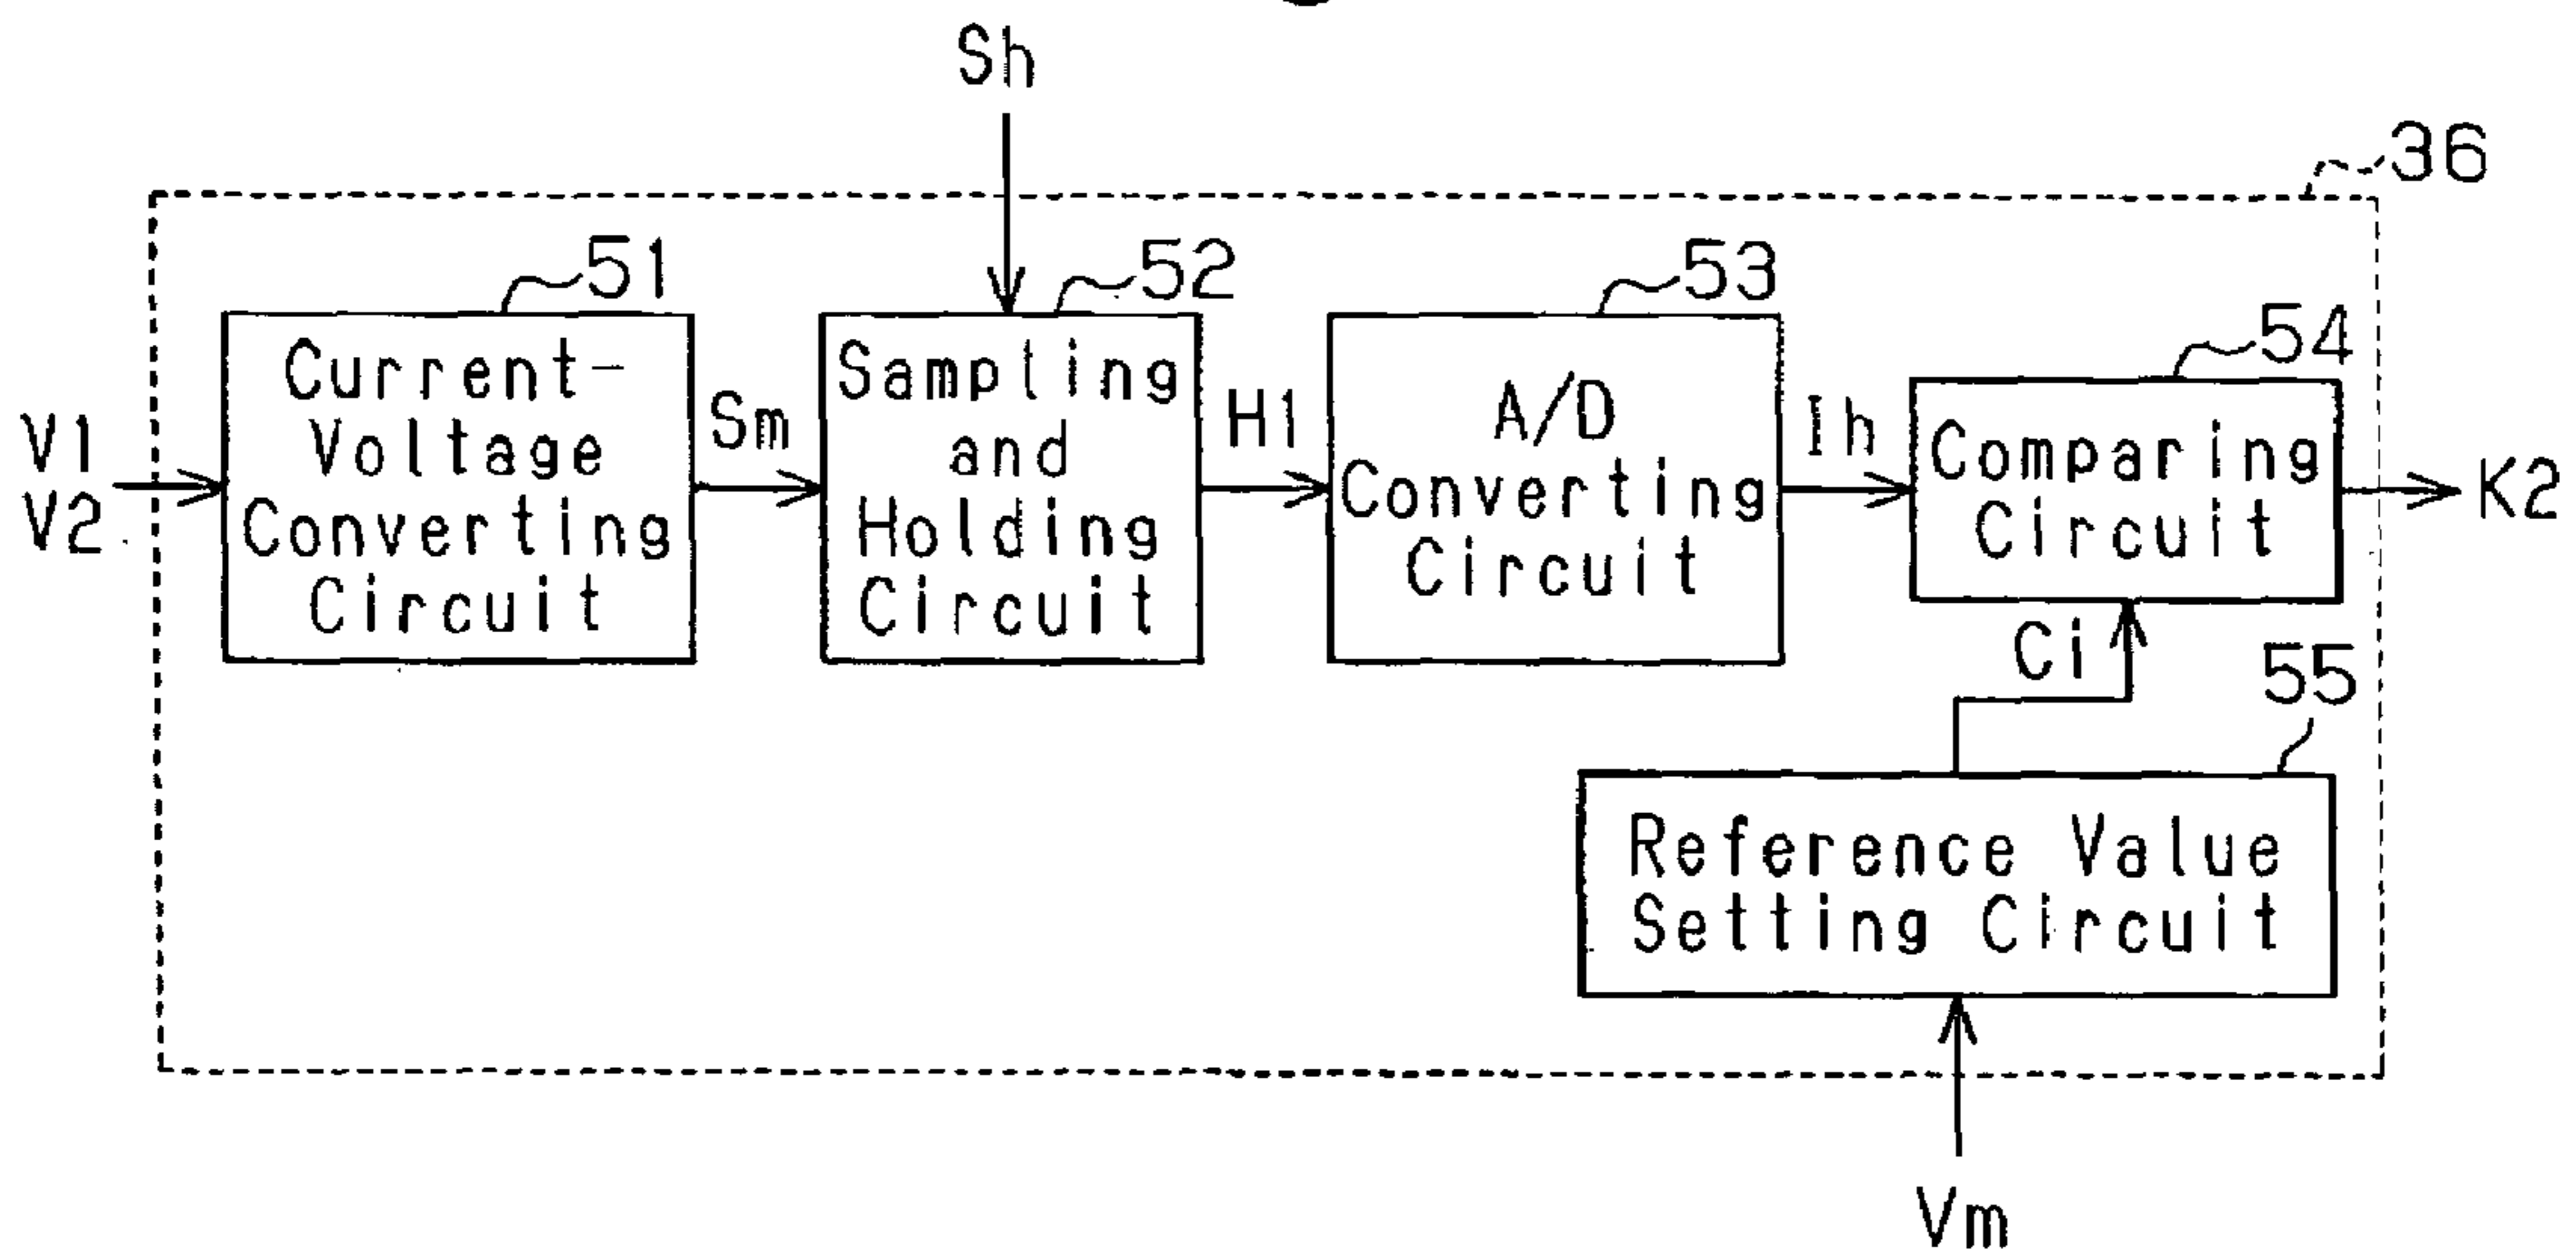 Sh
36
51
52
53
54
Current-
Voltage
Converting
Circuit
Sampling
and
Holding
Circuit
A/D
Converting
Circuit
Comparing
Circuit
V1
V2
Sm
H1
Ih
K2
Ci
55
Reference Value
Setting Circuit
Vm